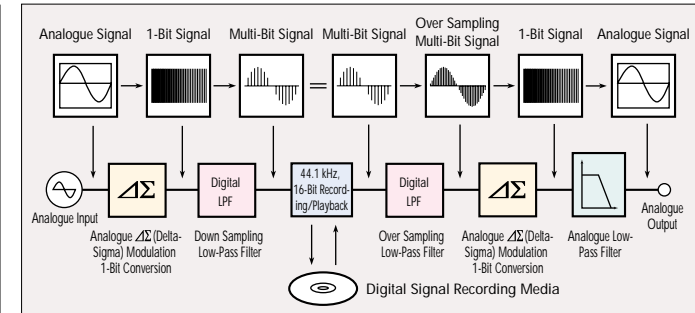 Analogue Signal
1-Bit Signal
Multi-Bit Signal
Multi-Bit Signal
Over Sampling
Multi-Bit Signal
1-Bit Signal
Analogue Signal
=
Analogue Input
ΔΣ
Digital
LPF
44.1 kHz,
16-Bit Record-
ing/Playback
Digital
LPF
ΔΣ
Analogue
Output
Analogue ΔΣ (Delta-
Sigma) Modulation
1-Bit Conversion
Down Sampling
Low-Pass Filter
Over Sampling
Low-Pass Filter
Analogue ΔΣ (Delta-
Sigma) Modulation
1-Bit Conversion
Analogue Low-
Pass Filter
Digital Signal Recording Media